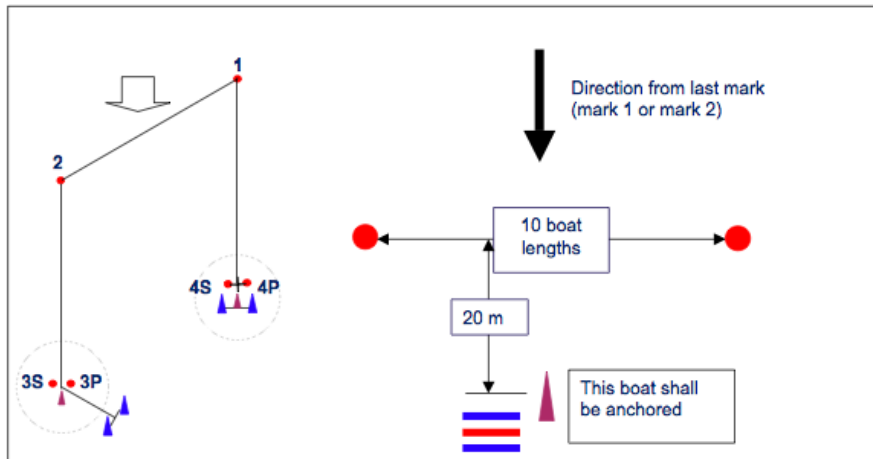 1
2
4S 4P
3S 3P
Direction from last mark
(mark 1 or mark 2)
10 boat
lengths
20 m
This boat shall
be anchored